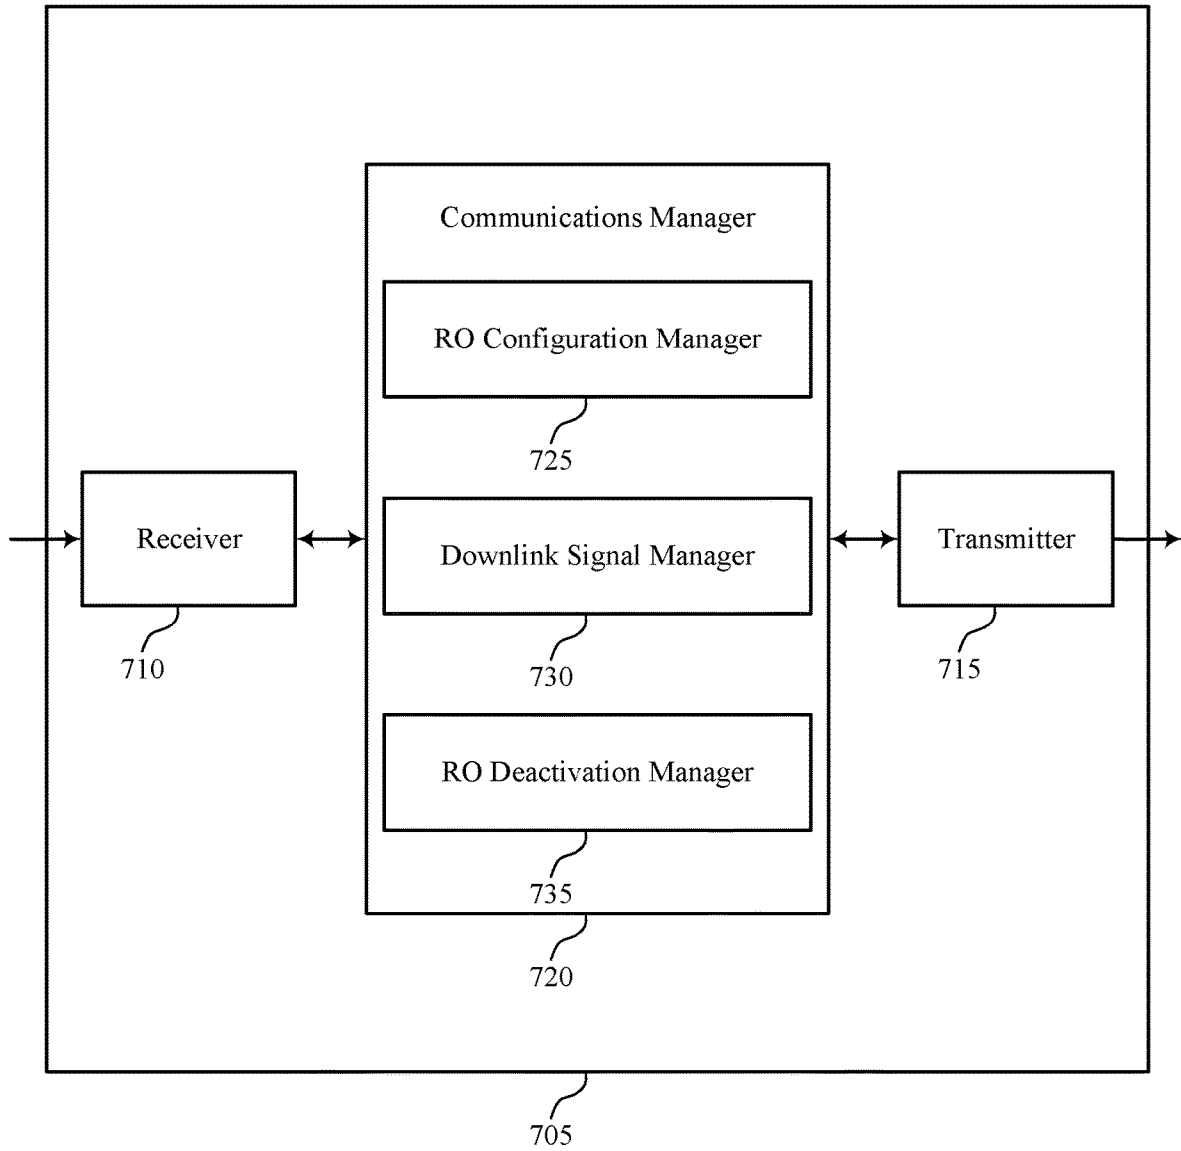 Communications Manager
RO Configuration Manager
725
Receiver
Downlink Signal Manager
Transmitter
710
730
715
RO Deactivation Manager
735
720
705